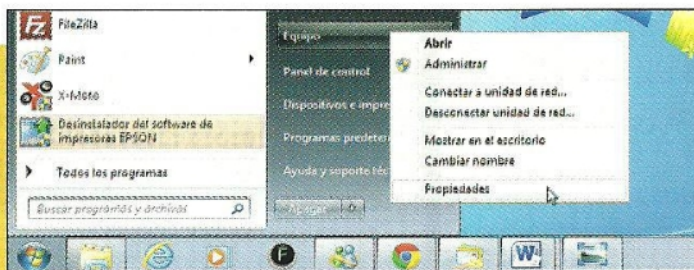 FileZilla
Paint
X-Moto
Desinstalador del software de
impresoras EPSON
Todos los programas
Buscar programas y archivos
Equipo
Panel de control
Dispositivos e impre
Programas predeter
Ayuda y soporte téc
Apagar
Abrir
Administrar
Conectar a unidad de red...
Desconectar unidad de red...
Mostrar en el escritorio
Cambiar nombre
Propiedades